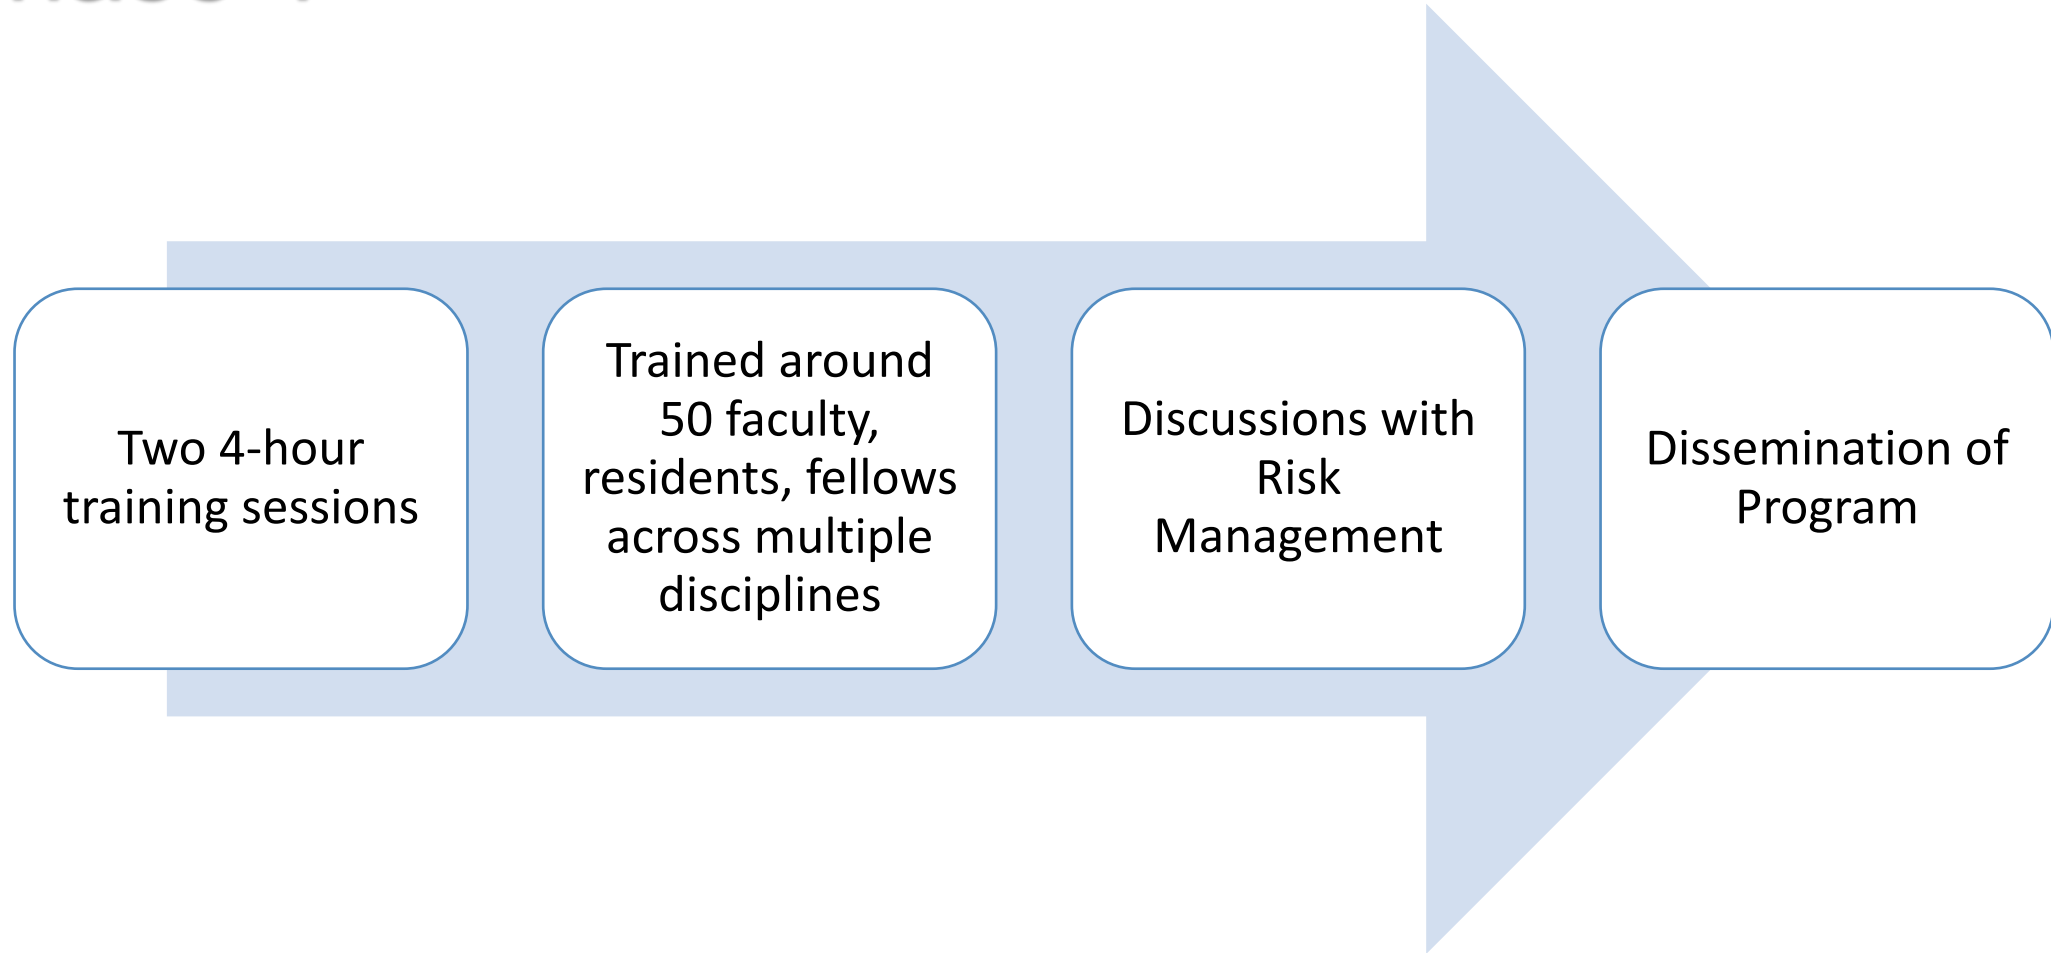 Two 4-hour
training sessions
Trained around
50 faculty,
residents, fellows
across multiple
disciplines
Discussions with
Risk
Management
Dissemination of
Program